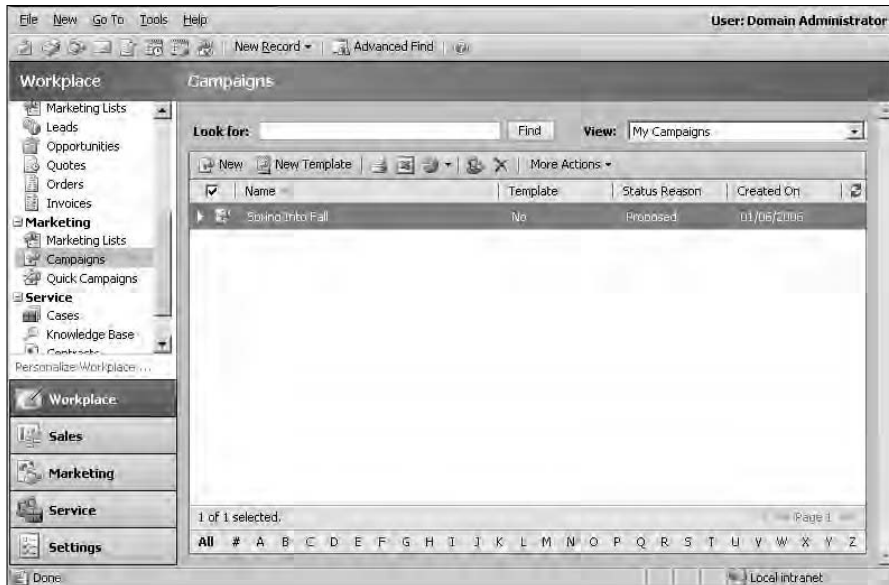 File New Go To Tools Help User: Domain Administrator
New Record Advanced Find
Workplace Campaigns
Marketing Lists
Leads
Opportunities
Quotes
Orders
Invoices
Marketing
Marketing Lists
Campaigns
Quick Campaigns
Service
Cases
Knowledge Base
Contracts
Personalize Workplace ...
Workplace
Sales
Marketing
Service
Settings
Look for: Find View: My Campaigns
New New Template More Actions
Name Template Status Reason Created On
Spring Into Fall No Proposed 01/06/2006
1 of 1 selected. Page 1
All # A B C D E F G H I J K L M N O P Q R S T U V W X Y Z
Done Local intranet